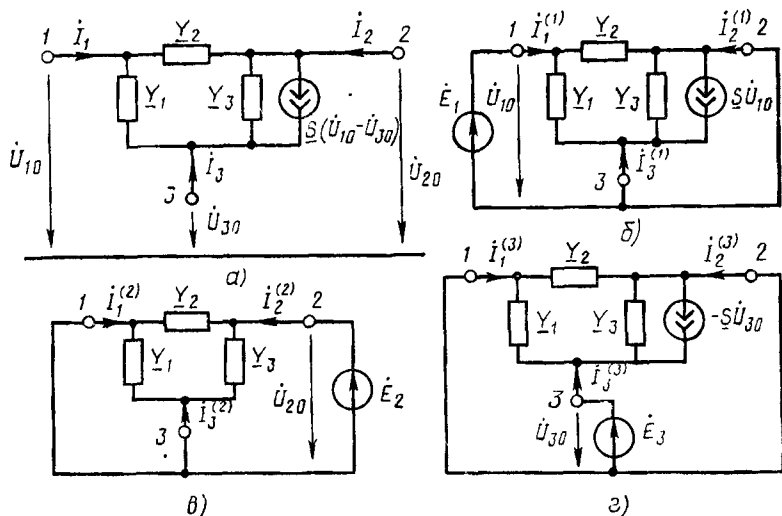 1 İ₁ Y₂ İ₂ 2
Y₁ Y₃ S(U̇₁₀-U̇₃₀)
U̇₁₀ İ₃ U̇₂₀
3 U̇₃₀
а)
1 İ₁⁽¹⁾ Y₂ İ₂⁽¹⁾ 2
Ė₁ U̇₁₀ Y₁ Y₃ SU̇₁₀
3 İ₃⁽¹⁾
б)
1 İ₁⁽²⁾ Y₂ İ₂⁽²⁾ 2
Y₁ Y₃
3 İ₃⁽²⁾ U̇₂₀ Ė₂
в)
1 İ₁⁽³⁾ Y₂ İ₂⁽³⁾ 2
Y₁ Y₃ -SU̇₃₀
3 İ₃⁽³⁾
U̇₃₀ Ė₃
г)